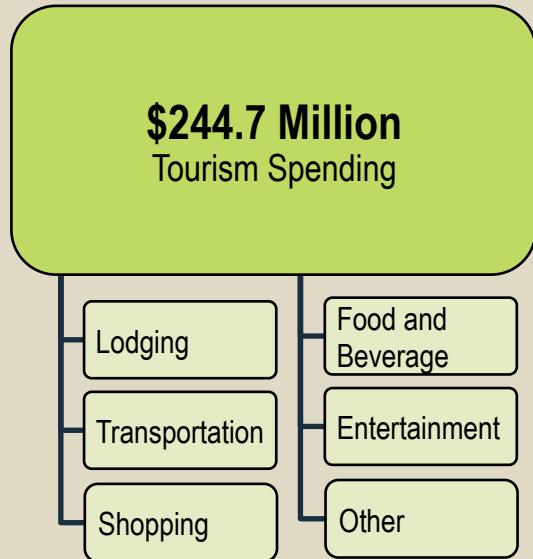 $244.7 Million
Tourism Spending
Lodging
Transportation
Shopping
Food and
Beverage
Entertainment
Other